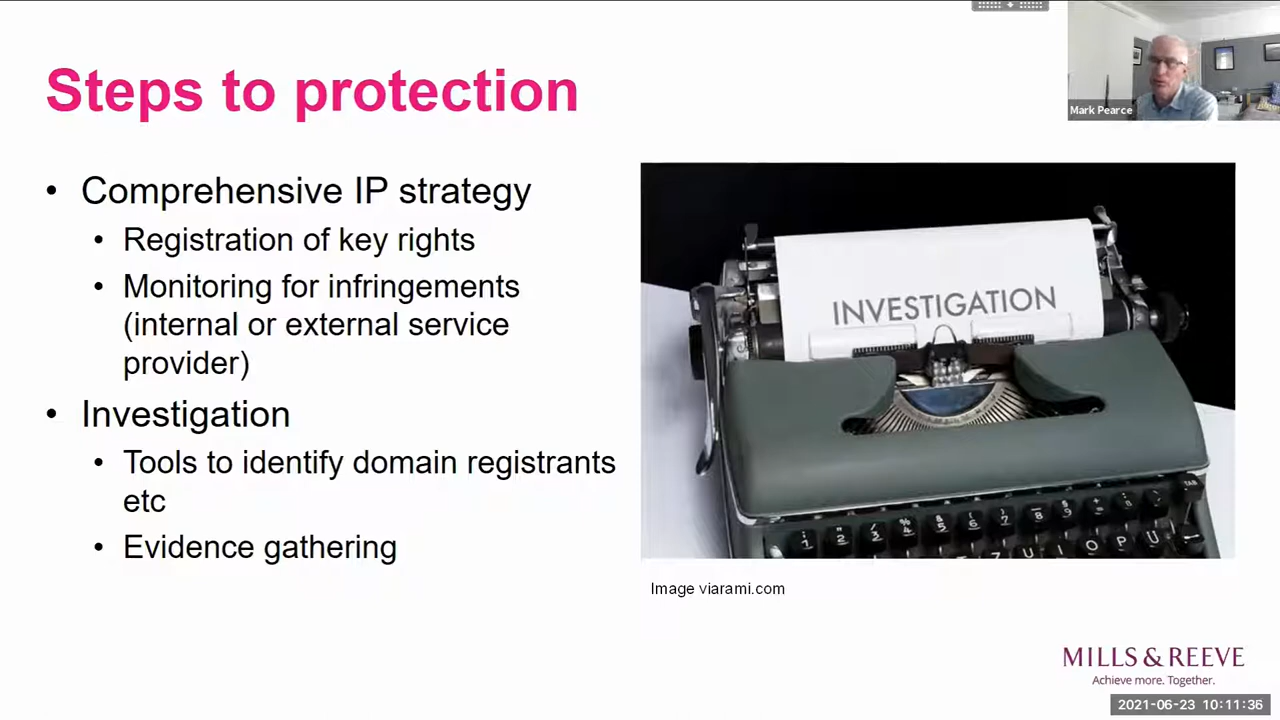 Steps to protection
Mark Pearce
• Comprehensive IP strategy
• Registration of key rights
• Monitoring for infringements
(internal or external service
provider)
• Investigation
• Tools to identify domain registrants
etc
• Evidence gathering
INVESTIGATION
TAB
Z U I O P Ü
Image viarami.com
MILLS & REEVE
Achieve more. Together.
2021-06-23 10:11:36